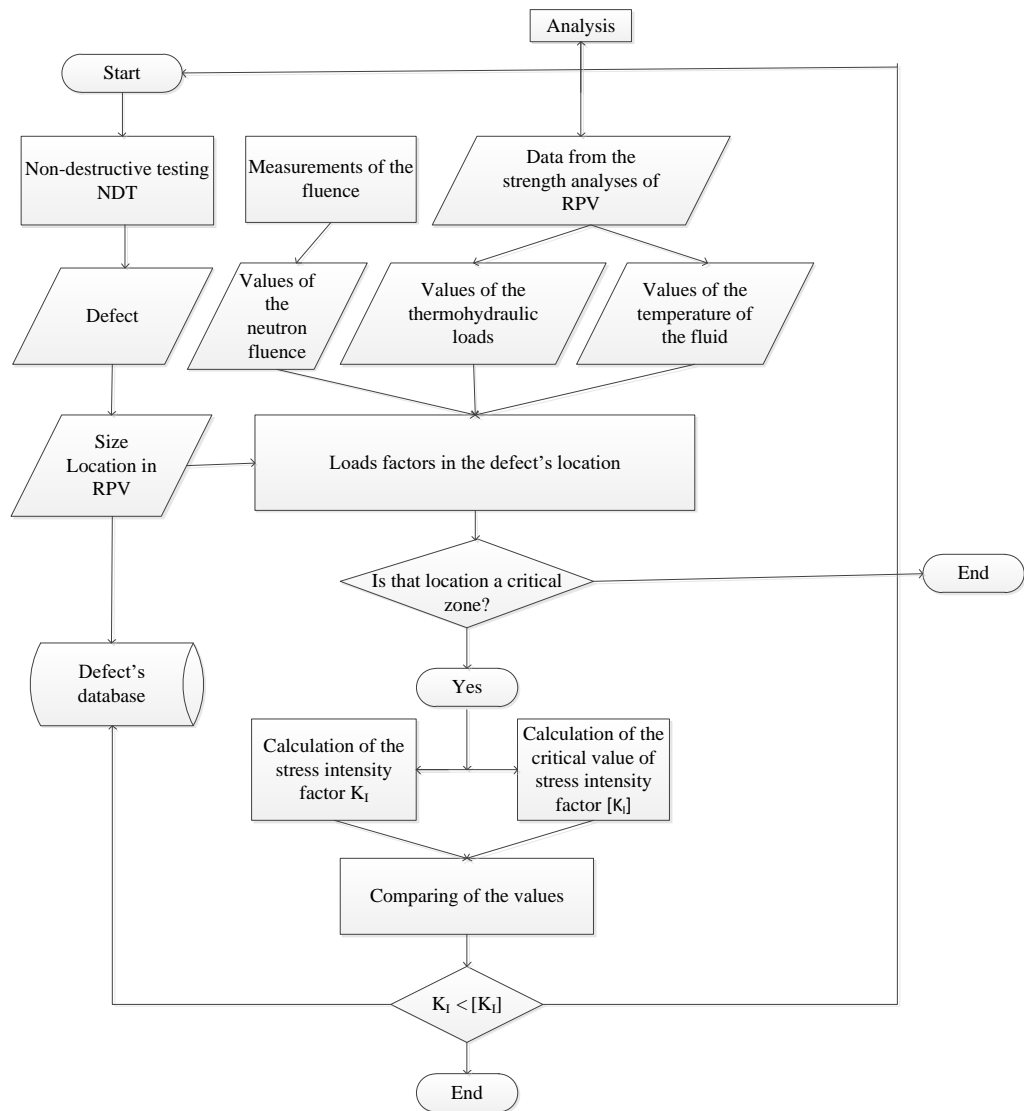 Analysis
Start
Non-destructive testing
NDT
Measurements of the
fluence
Data from the
strength analyses of
RPV
Defect
Values of
the
neutron
fluence
Values of the
thermohydraulic
loads
Values of the
temperature of
the fluid
Size
Location in
RPV
Loads factors in the defect's location
Is that location a critical
zone?
End
Defect's
database
Yes
Calculation of the
stress intensity
factor K_I
Calculation of the
critical value of
stress intensity
factor [K_I]
Comparing of the values
K_I < [K_I]
End